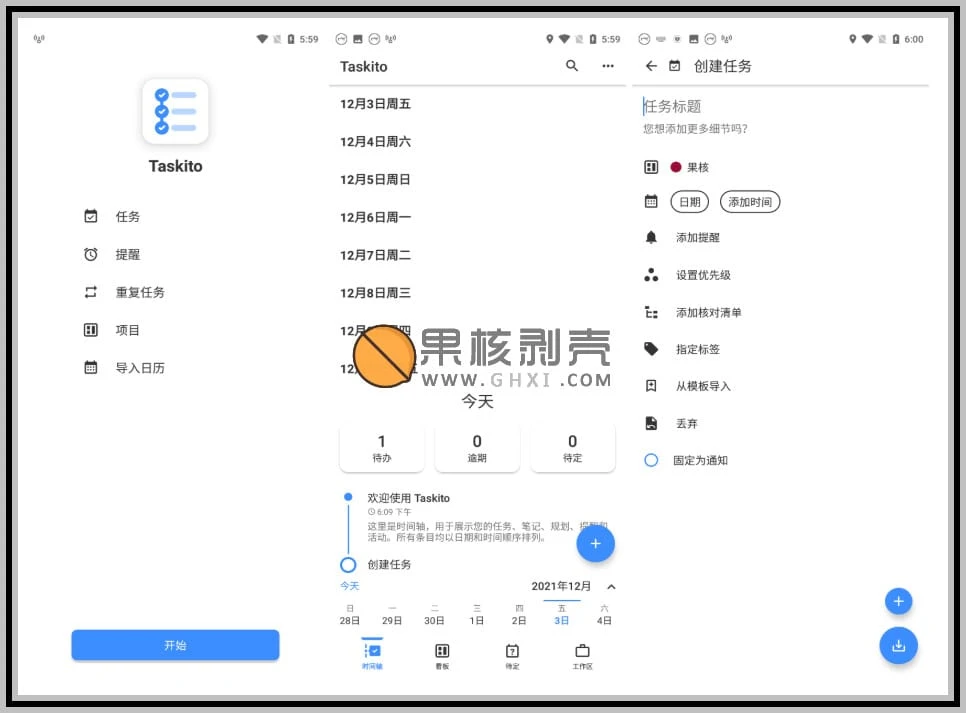 5:59
Taskito
任务
提醒
重复任务
项目
导入日历
开始
5:59
Taskito
12月3日周五
12月4日周六
12月5日周日
12月6日周一
12月7日周二
12月8日周三
果核剥壳
WWW.GHXI.COM
今天
1 0 0
待办 逾期 待定
欢迎使用 Taskito
6:09 下午
这里是时间轴，用于展示您的任务、笔记、规划、提醒和
活动。所有条目均以日期和时间顺序排列。
创建任务
今天 2021年12月
日 一 二 三 四 五 六
28日 29日 30日 1日 2日 3日 4日
时间轴 看板 待定 工作区
6:00
创建任务
任务标题
您想添加更多细节吗？
果核
日期 添加时间
添加提醒
设置优先级
添加核对清单
指定标签
从模板导入
丢弃
固定为通知